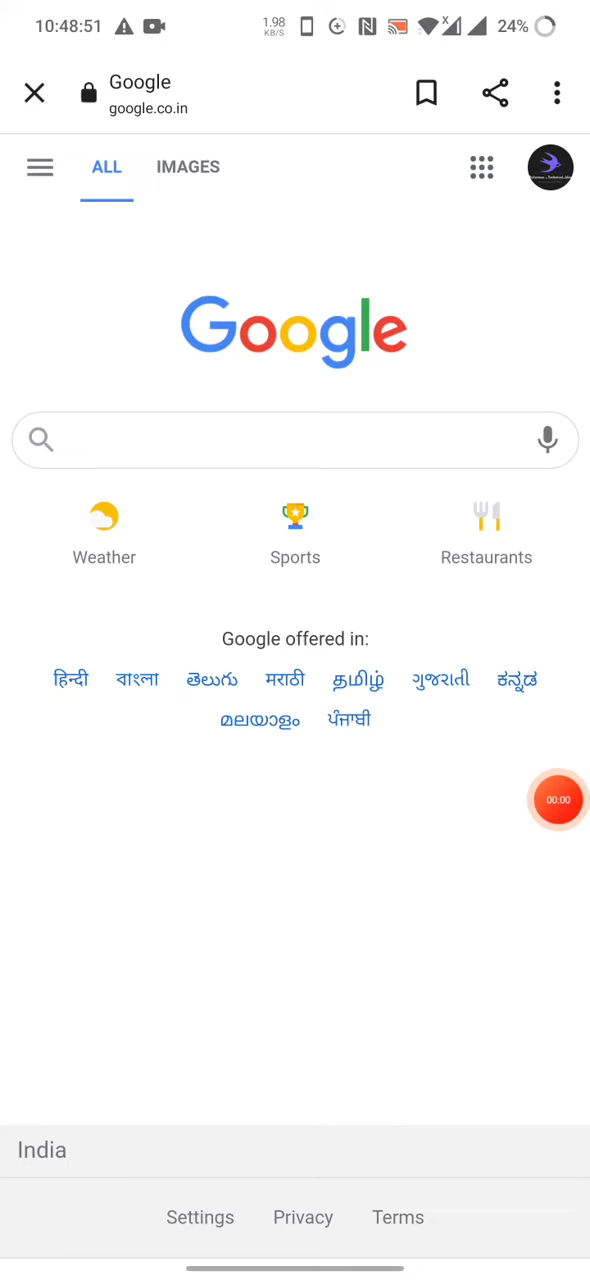 10:48:51 1.98 KB/S X 24%
Google
google.co.in
ALL IMAGES
Google
Weather Sports Restaurants
Google offered in:
हिन्दी বাংলা తెలుగు मराठी தமிழ் ગુજરાતી ಕನ್ನಡ
മലയാളം ਪੰਜਾਬੀ
00:00
India
Settings Privacy Terms